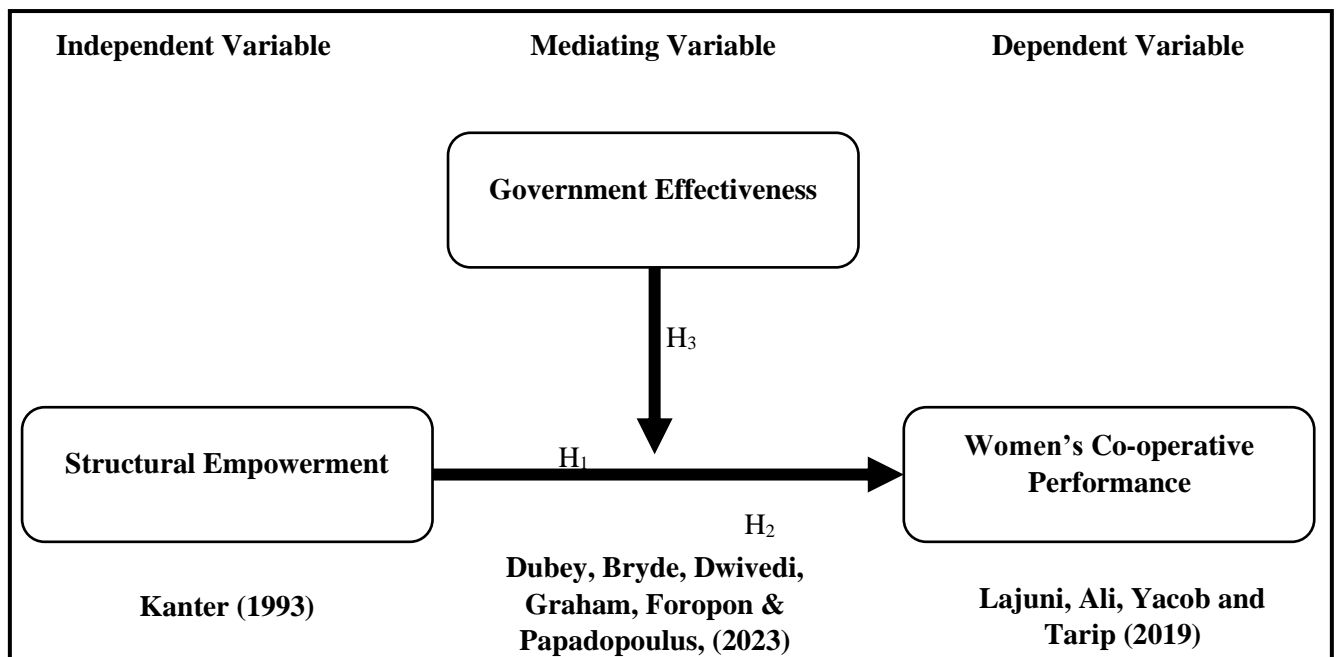 Independent Variable
Mediating Variable
Dependent Variable
Government Effectiveness
H₃
Structural Empowerment
H₁
Women’s Co-operative
Performance
H₂
Kanter (1993)
Dubey, Bryde, Dwivedi,
Graham, Foropon &
Papadopoulus, (2023)
Lajuni, Ali, Yacob and
Tarip (2019)